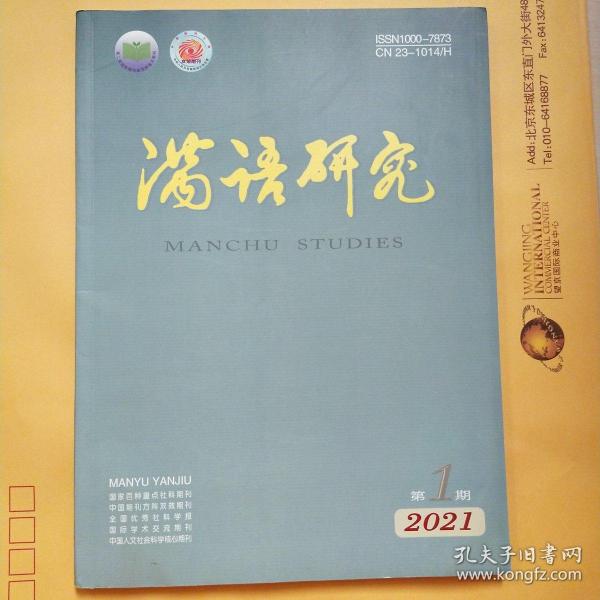 ISSN1000-7873
CN 23-1014/H
满语研究
MANCHU STUDIES
MANYU YANJIU
国家百种重点社科期刊
中国期刊方阵双效期刊
全国优秀社科学报
国际学术交流期刊
中国人文社会科学核心期刊
第1期
2021
Add:北京东城区东直门外大街48
Tel:010-64168877 Fax:6413247
WANGJING
INTERNATIONAL
COMMERCIAL CENTER
望京国际商业中心
孔夫子旧书网
www.kongfz.com